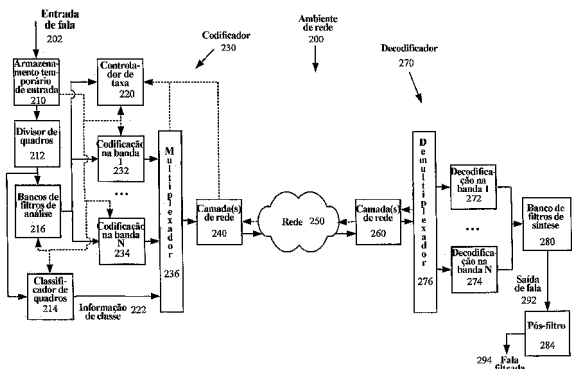 Entrada
de fala
202
Armazena-
mento tem-
porário
de entrada
210
Divisor de
quadros
212
Bancos de
filtros de
análise
216
Classifi-
cador de
quadros
214
Controla-
dor de
taxa
220
Codificação
na banda
1
232
...
Codificação
na banda
N
234
Informação
de classe
222
Codificador
230
Multiplexador
236
Camada(s)
de rede
240
Ambiente
de rede
200
Rede 250
Camada(s)
de rede
260
Decodificador
270
Demultiplexador
276
Decodifica-
ção na
banda 1
272
...
Decodifica-
ção na
banda N
274
Banco de
filtros de
síntese
280
Saída
de fala
292
Pós-filtro
284
294 Fala
filtrada